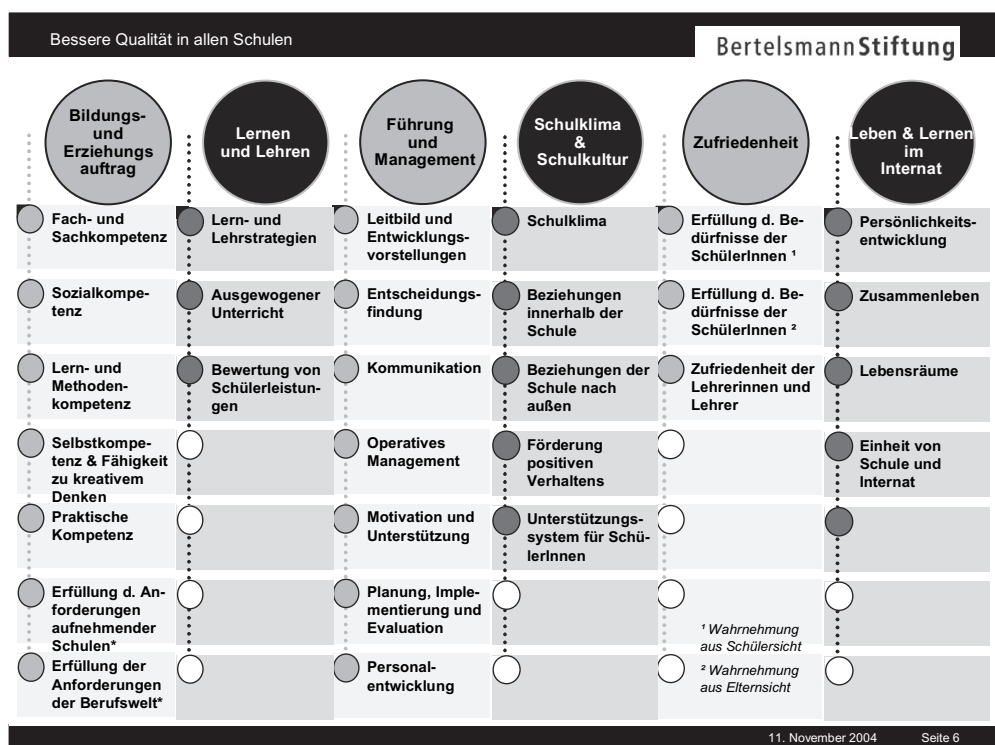 Bessere Qualität in allen Schulen
BertelsmannStiftung
Bildungs-
und
Erziehungs
auftrag
Lernen
und Lehren
Führung
und
Management
Schulklima
&
Schulkultur
Zufriedenheit
Leben & Lernen
im
Internat
Fach- und
Sachkompetenz
Sozialkompe-
tenz
Lern- und
Methoden-
kompetenz
Selbstkompe-
tenz & Fähigkeit
zu kreativem
Denken
Praktische
Kompetenz
Erfüllung d. An-
forderungen
aufnehmender
Schulen*
Erfüllung der
Anforderungen
der Berufswelt*
Lern- und
Lehrstrategien
Ausgewogener
Unterricht
Bewertung von
Schülerleistun-
gen
Leitbild und
Entwicklungs-
vorstellungen
Entscheidungs-
findung
Kommunikation
Operatives
Management
Motivation und
Unterstützung
Planung, Imple-
mentierung und
Evaluation
Personal-
entwicklung
Schulklima
Beziehungen
innerhalb der
Schule
Beziehungen der
Schule nach
außen
Förderung
positiven
Verhaltens
Unterstützungs-
system für Schü-
lerInnen
Erfüllung d. Be-
dürfnisse der
SchülerInnen ¹
Erfüllung d. Be-
dürfnisse der
SchülerInnen ²
Zufriedenheit der
Lehrerinnen und
Lehrer
¹ Wahrnehmung
aus Schülersicht
² Wahrnehmung
aus Elternsicht
Persönlichkeits-
entwicklung
Zusammenleben
Lebensräume
Einheit von
Schule und
Internat
11. November 2004 Seite 6